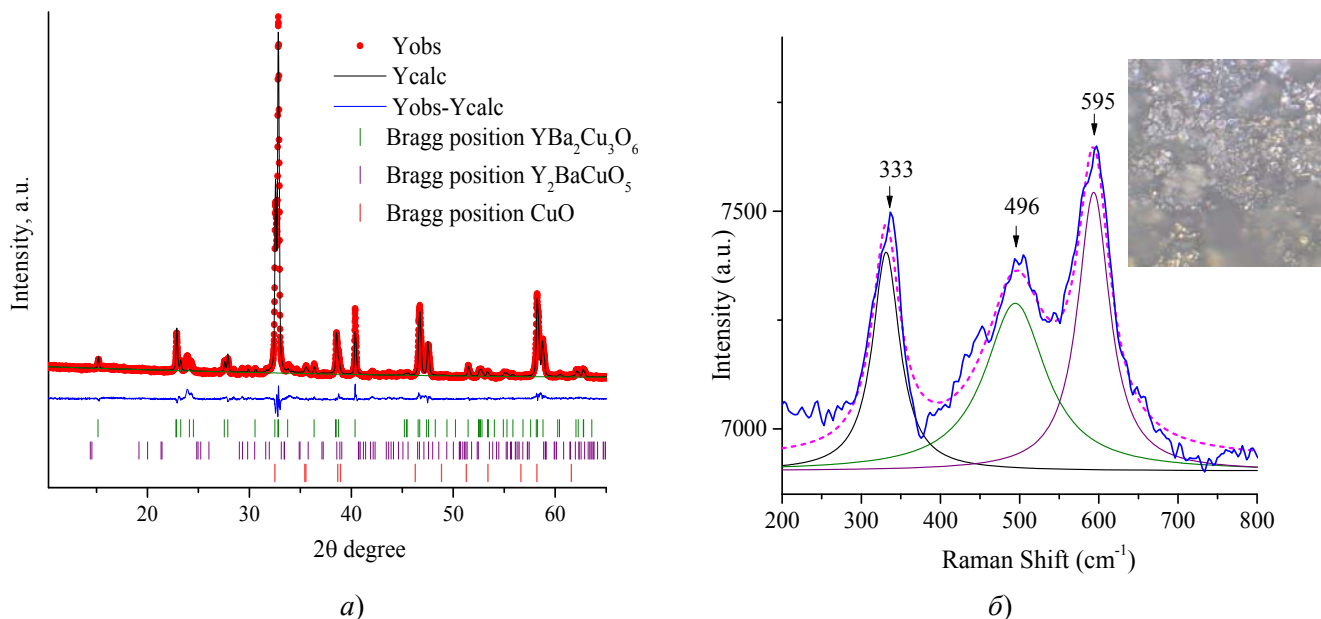 Yobs
Ycalc
Yobs-Ycalc
Bragg position YBa₂Cu₃O₆
Bragg position Y₂BaCuO₅
Bragg position CuO
Intensity, a.u.
20 30 40 50 60
2θ degree
а)
333
496
595
7500
7000
Intensity (a.u.)
200 300 400 500 600 700 800
Raman Shift (cm⁻¹)
б)